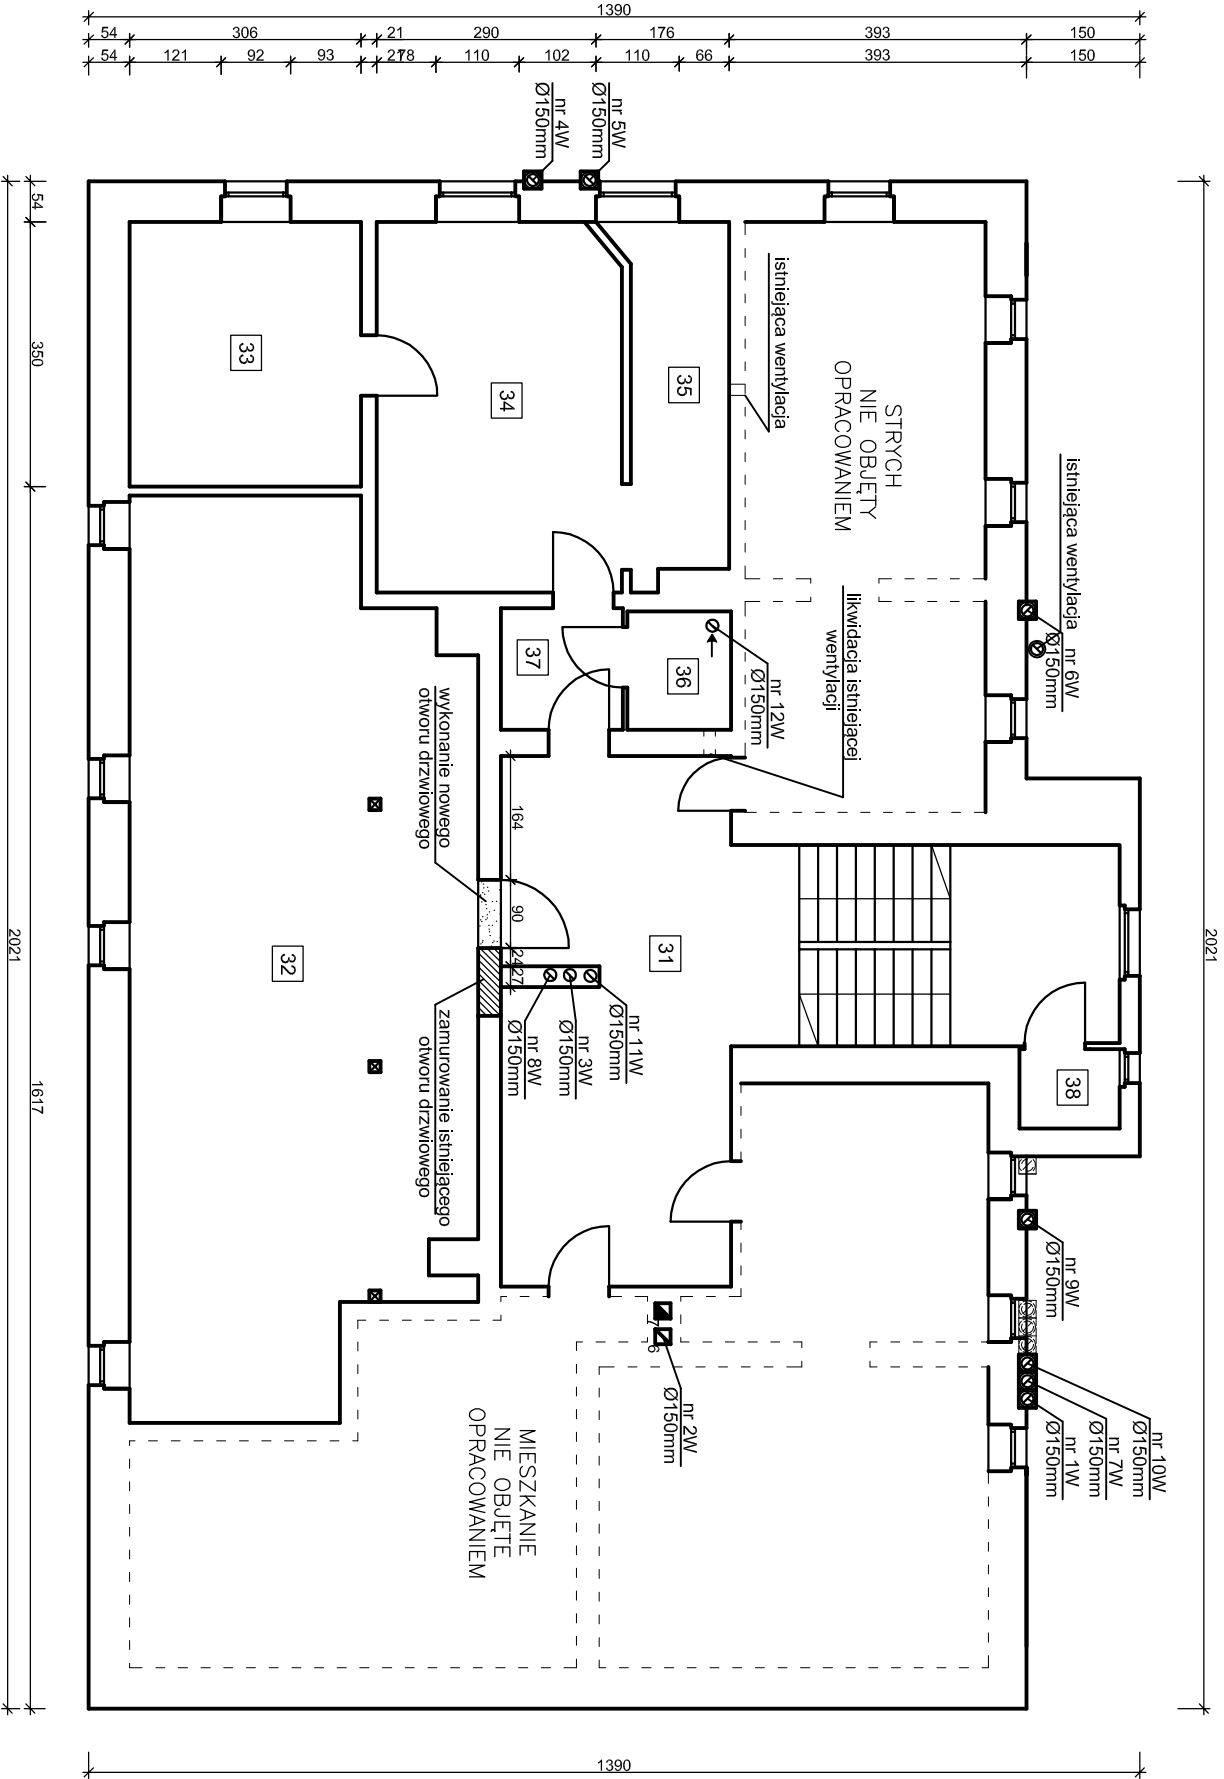 1390
54
306
21
290
176
393
150
54
121
92
93
21
78
110
102
110
66
393
150
nr 4W
Ø150mm
nr 5W
Ø150mm
54
350
1617
2021
2021
33
34
35
istniejąca wentylacja
STRYCH
NIE OBJĘTY
OPRACOWANIEM
istniejąca wentylacja
nr 6W
Ø150mm
likwidacja istniejącej
wentylacji
37
36
nr 12W
Ø150mm
wykonanie nowego
otworu drzwiowego
164
90
24
27
32
31
nr 11W
Ø150mm
nr 3W
Ø150mm
nr 8W
Ø150mm
zamurowanie istniejącego
otworu drzwiowego
38
nr 9W
Ø150mm
7
6
nr 2W
Ø150mm
nr 10W
Ø150mm
nr 7W
Ø150mm
nr 1W
Ø150mm
MIESZKANIE
NIE OBJĘTE
OPRACOWANIEM
1390